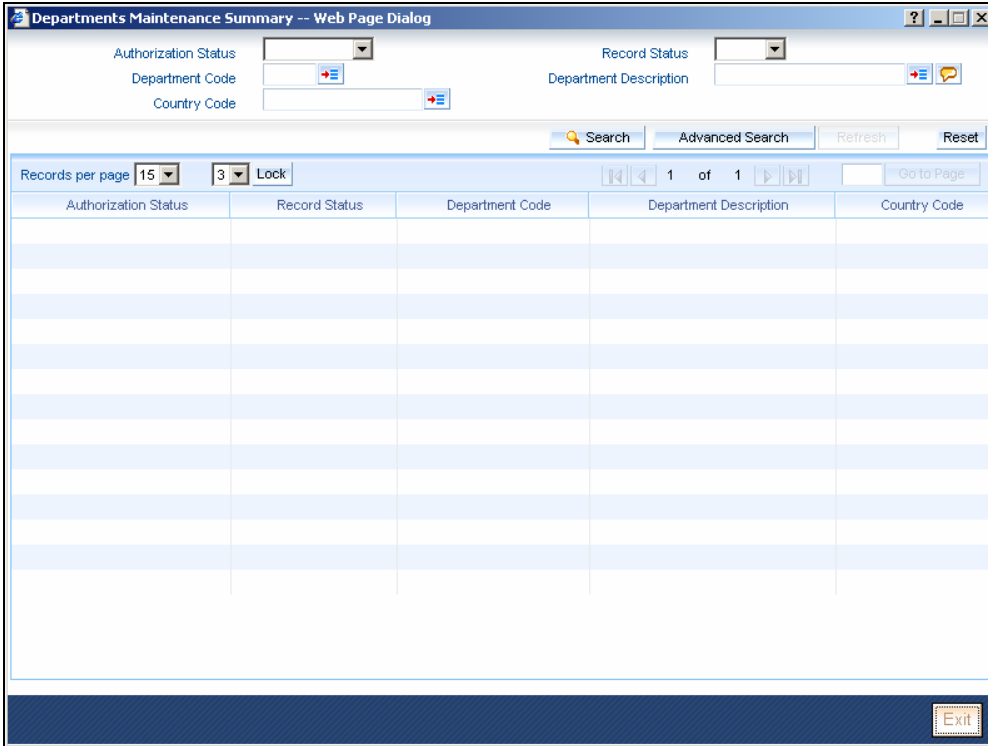 Departments Maintenance Summary -- Web Page Dialog
Authorization Status Record Status
Department Code Department Description
Country Code
Search Advanced Search Refresh Reset
Records per page 15 3 Lock 1 of 1 Go to Page
Authorization Status Record Status Department Code Department Description Country Code
Exit